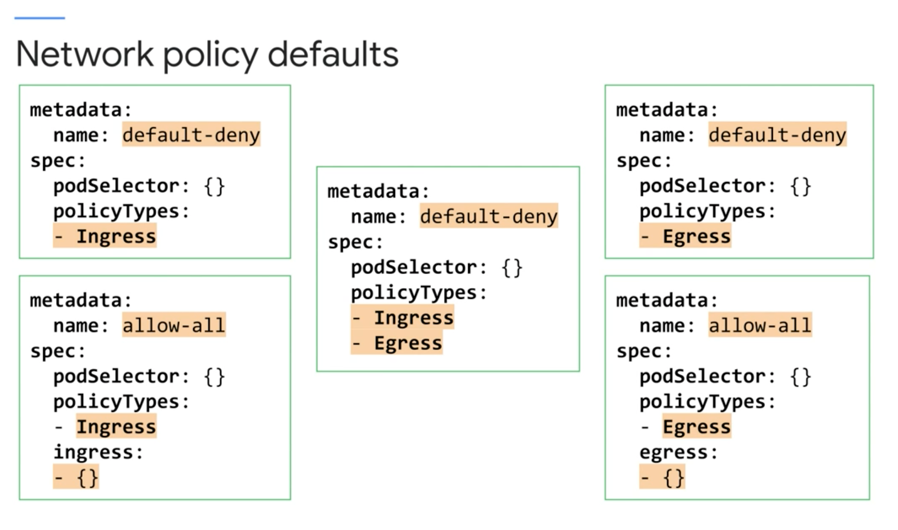 Network policy defaults
metadata:
  name: default-deny
spec:
  podSelector: {}
  policyTypes:
  - Ingress
metadata:
  name: allow-all
spec:
  podSelector: {}
  policyTypes:
  - Ingress
  ingress:
  - {}
metadata:
  name: default-deny
spec:
  podSelector: {}
  policyTypes:
  - Ingress
  - Egress
metadata:
  name: default-deny
spec:
  podSelector: {}
  policyTypes:
  - Egress
metadata:
  name: allow-all
spec:
  podSelector: {}
  policyTypes:
  - Egress
  egress:
  - {}